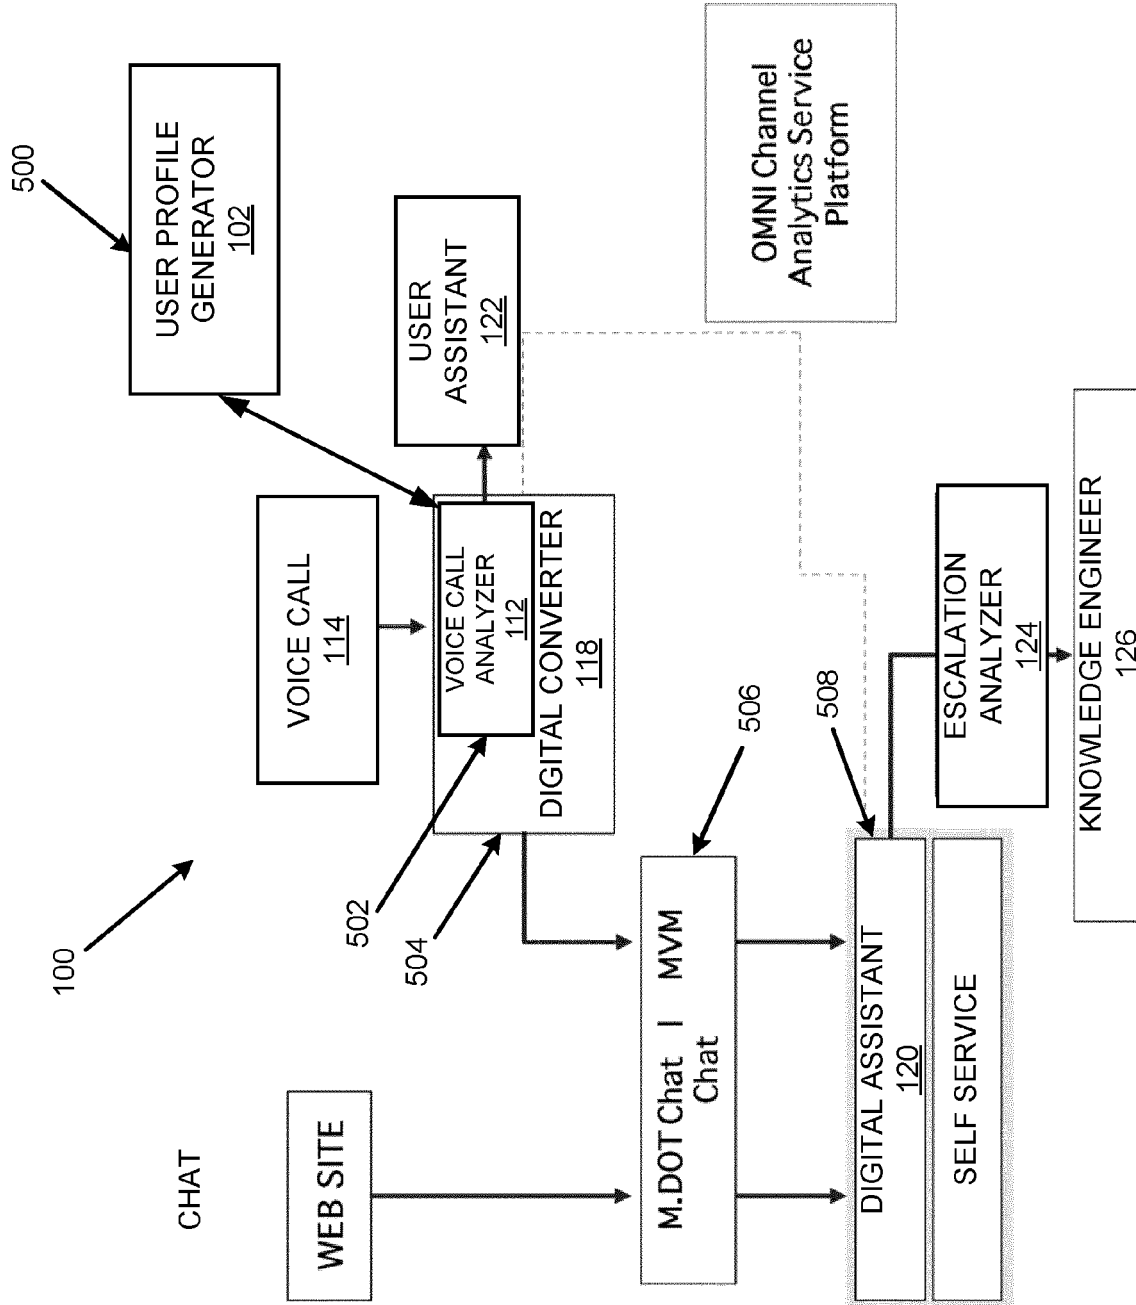 500
100
USER PROFILE
GENERATOR
102
CHAT
WEB SITE
VOICE CALL
114
502
504
USER
ASSISTANT
122
VOICE CALL
ANALYZER
112
DIGITAL CONVERTER
118
M.DOT Chat | MVM
Chat
506
OMNI Channel
Analytics Service
Platform
508
DIGITAL ASSISTANT
120
SELF SERVICE
ESCALATION
ANALYZER
124
KNOWLEDGE ENGINEER
126